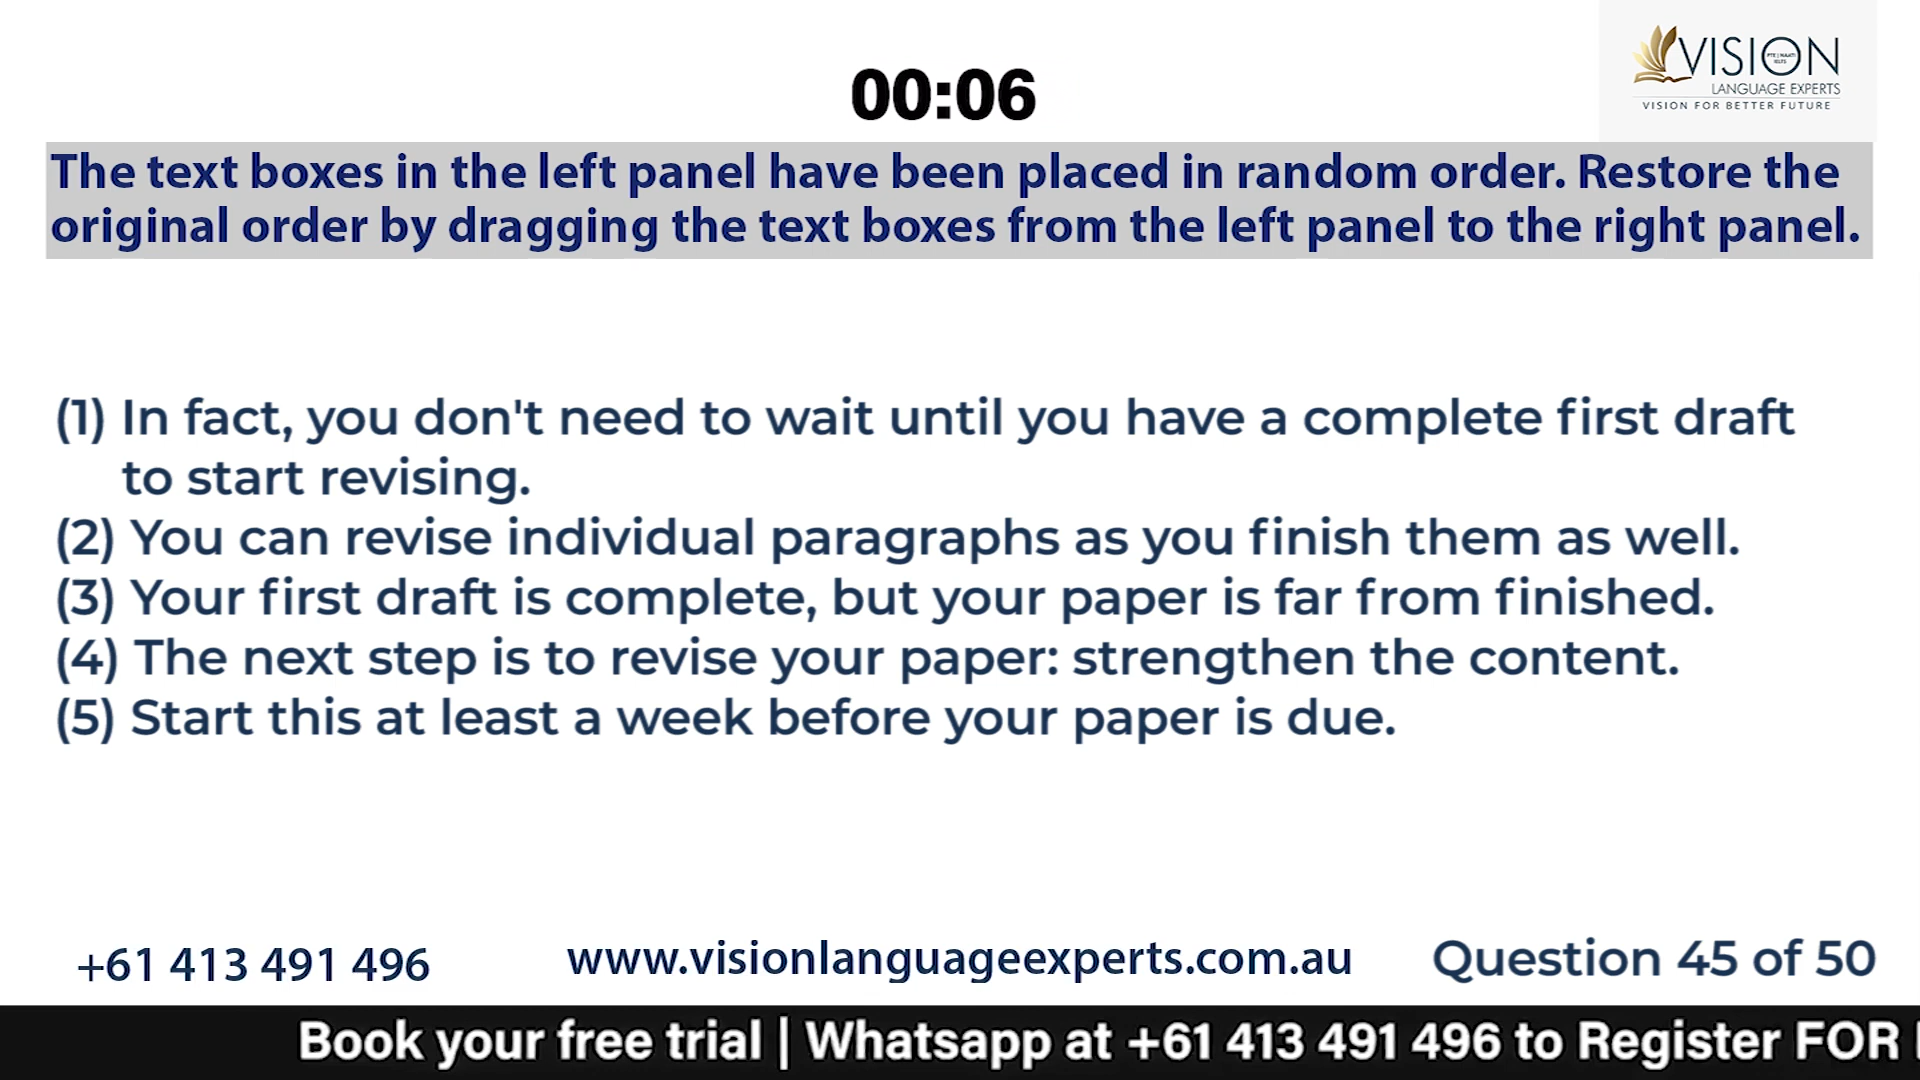 VISION
PTE | NAATI
IELTS
LANGUAGE EXPERTS
VISION FOR BETTER FUTURE
00:06
The text boxes in the left panel have been placed in random order. Restore the
original order by dragging the text boxes from the left panel to the right panel.
(1) In fact, you don't need to wait until you have a complete first draft
to start revising.
(2) You can revise individual paragraphs as you finish them as well.
(3) Your first draft is complete, but your paper is far from finished.
(4) The next step is to revise your paper: strengthen the content.
(5) Start this at least a week before your paper is due.
+61 413 491 496
www.visionlanguageexperts.com.au
Question 45 of 50
Book your free trial | Whatsapp at +61 413 491 496 to Register FOR